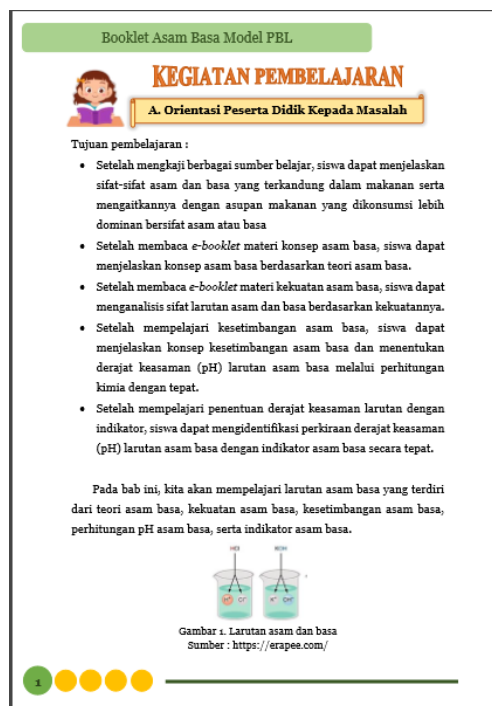 Booklet Asam Basa Model PBL
KEGIATAN PEMBELAJARAN
A. Orientasi Peserta Didik Kepada Masalah
Tujuan pembelajaran :
• Setelah mengkaji berbagai sumber belajar, siswa dapat menjelaskan
sifat-sifat asam dan basa yang terkandung dalam makanan serta
mengaitkannya dengan asupan makanan yang dikonsumsi lebih
dominan bersifat asam atau basa
• Setelah membaca e-booklet materi konsep asam basa, siswa dapat
menjelaskan konsep asam basa berdasarkan teori asam basa.
• Setelah membaca e-booklet materi kekuatan asam basa, siswa dapat
menganalisis sifat larutan asam dan basa berdasarkan kekuatannya.
• Setelah mempelajari kesetimbangan asam basa, siswa dapat
menjelaskan konsep kesetimbangan asam basa dan menentukan
derajat keasaman (pH) larutan asam basa melalui perhitungan
kimia dengan tepat.
• Setelah mempelajari penentuan derajat keasaman larutan dengan
indikator, siswa dapat mengidentifikasi perkiraan derajat keasaman
(pH) larutan asam basa dengan indikator asam basa secara tepat.
Pada bab ini, kita akan mempelajari larutan asam basa yang terdiri
dari teori asam basa, kekuatan asam basa, kesetimbangan asam basa,
perhitungan pH asam basa, serta indikator asam basa.
HCl KOH
H⁺ Cl⁻ K⁺ OH⁻
Gambar 1. Larutan asam dan basa
Sumber : https://erapee.com/
1